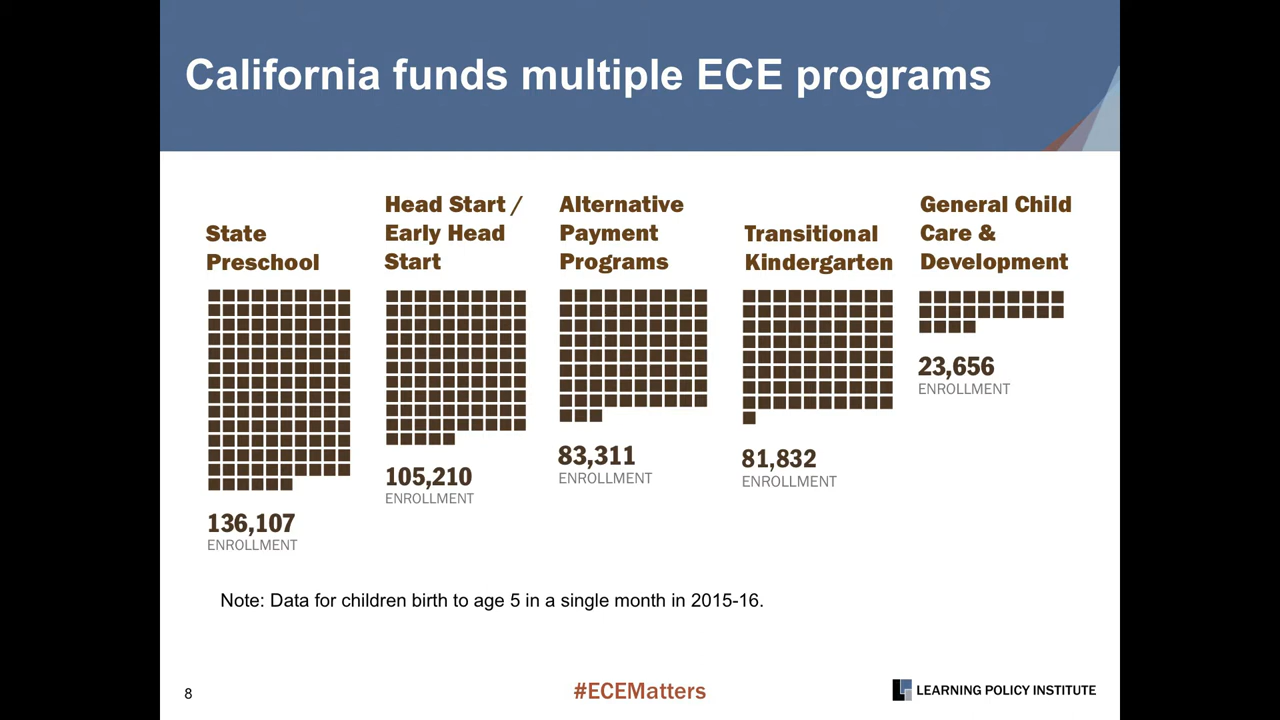 California funds multiple ECE programs
State
Preschool
136,107
ENROLLMENT
Head Start /
Early Head
Start
105,210
ENROLLMENT
Alternative
Payment
Programs
83,311
ENROLLMENT
Transitional
Kindergarten
81,832
ENROLLMENT
General Child
Care &
Development
23,656
ENROLLMENT
Note: Data for children birth to age 5 in a single month in 2015-16.
8
#ECEMatters
LEARNING POLICY INSTITUTE